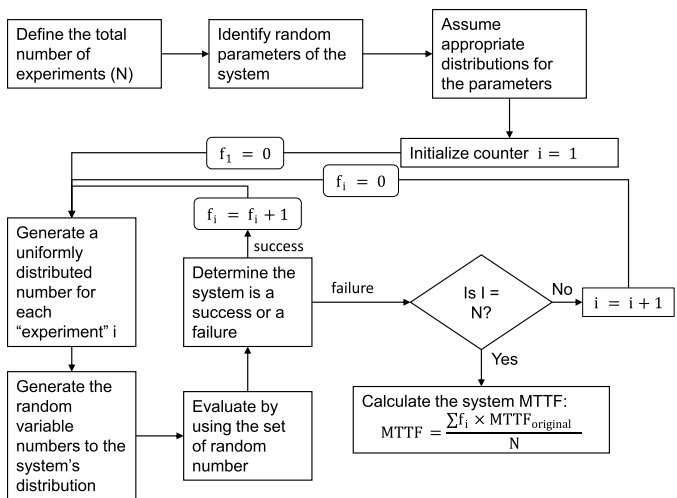 Define the total
number of
experiments (N)
Identify random
parameters of the
system
Assume
appropriate
distributions for
the parameters
Initialize counter i = 1
f₁ = 0
fᵢ = 0
fᵢ = fᵢ + 1
success
Generate a
uniformly
distributed
number for
each
“experiment” i
Determine the
system is a
success or a
failure
failure
Is I =
N?
No
i = i + 1
Yes
Generate the
random
variable
numbers to the
system’s
distribution
Evaluate by
using the set
of random
number
Calculate the system MTTF:
MTTF = ∑fᵢ × MTTForiginal
N